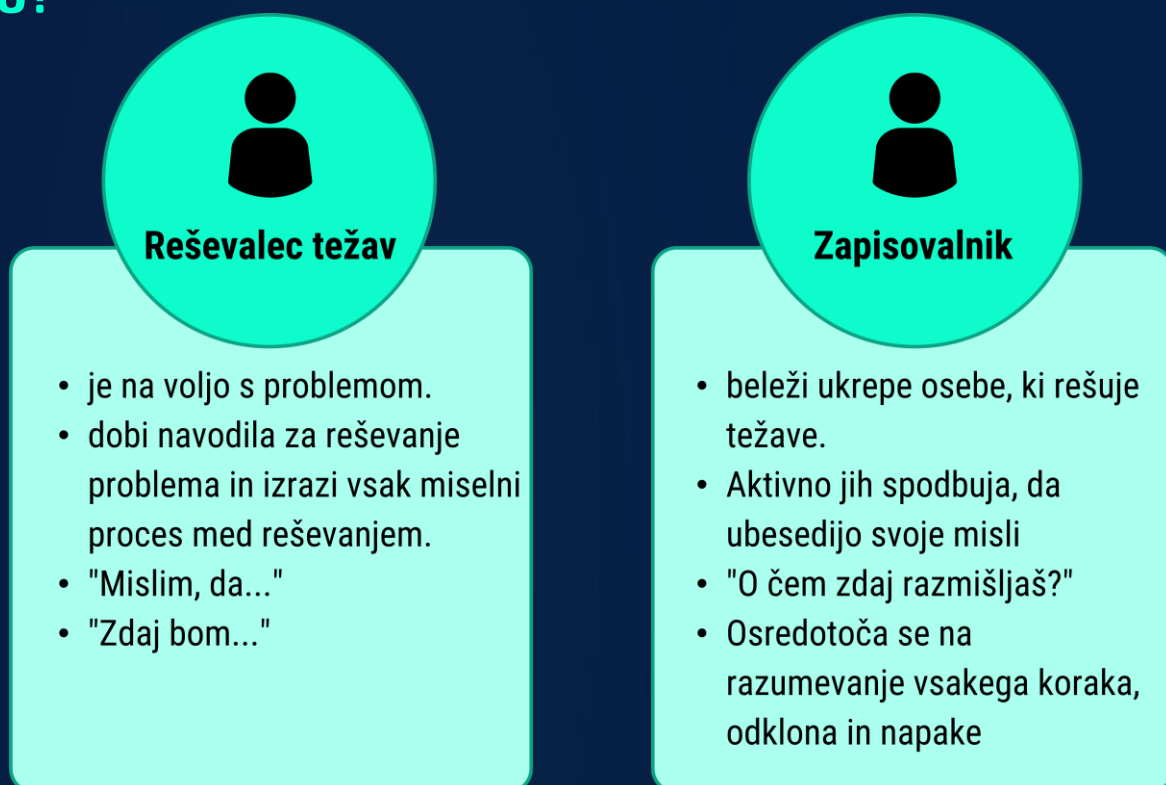 Reševalec težav
• je na voljo s problemom.
• dobi navodila za reševanje
problema in izrazi vsak miselni
proces med reševanjem.
• "Mislim, da..."
• "Zdaj bom..."
Zapisovalnik
• beleži ukrepe osebe, ki rešuje
težave.
• Aktivno jih spodbuja, da
ubesedijo svoje misli
• "O čem zdaj razmišljaš?"
• Osredotoča se na
razumevanje vsakega koraka,
odklona in napake